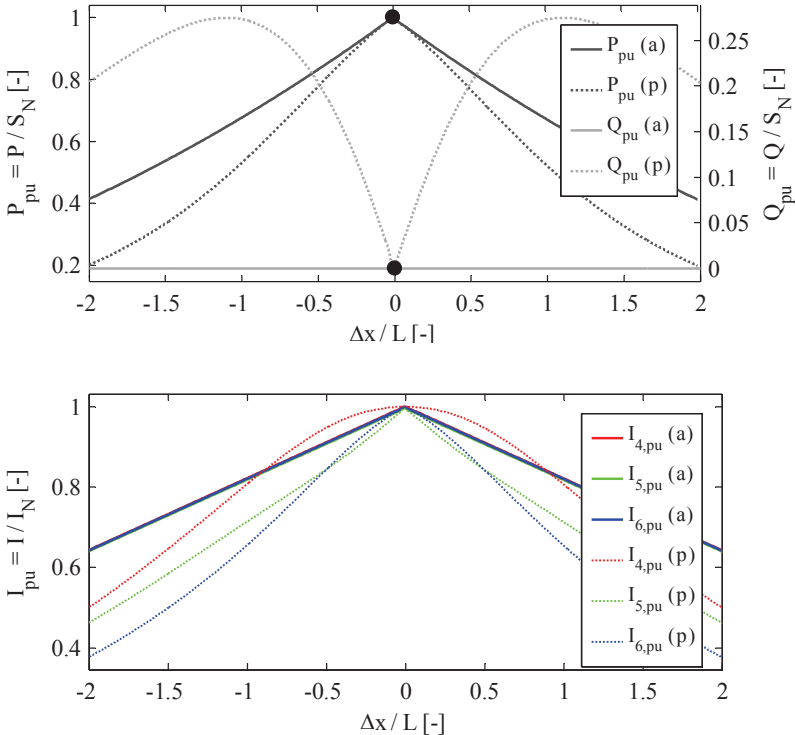 P_pu = P / S_N [-]
1
0.8
0.6
0.4
0.2
P_pu (a)
P_pu (p)
Q_pu (a)
Q_pu (p)
0.25
0.2
0.15
0.1
0.05
0
Q_pu = Q / S_N [-]
-2 -1.5 -1 -0.5 0 0.5 1 1.5 2
Δx / L [-]
I_pu = I / I_N [-]
1
0.8
0.6
0.4
I_4,pu (a)
I_5,pu (a)
I_6,pu (a)
I_4,pu (p)
I_5,pu (p)
I_6,pu (p)
-2 -1.5 -1 -0.5 0 0.5 1 1.5 2
Δx / L [-]